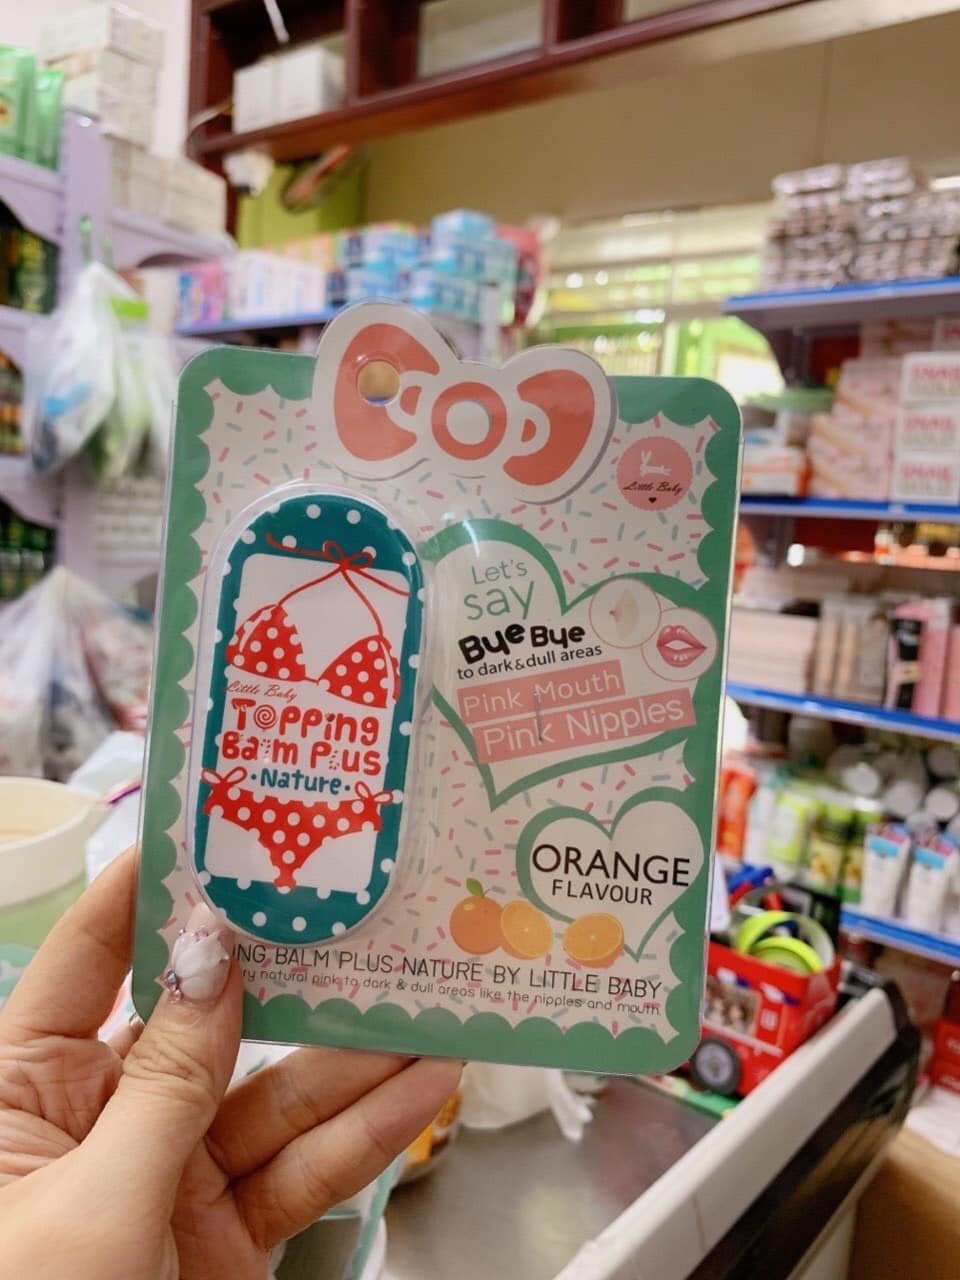 Little Baby
Let's
say
Bye Bye
to dark & dull areas
Pink Mouth
Pink Nipples
Little Baby
Topping
Balm Plus
·Nature·
ORANGE
FLAVOUR
BALM PLUS NATURE BY LITTLE BABY
natural pink to dark & dull areas like the nipples and mouth
SNAIL
SNAIL